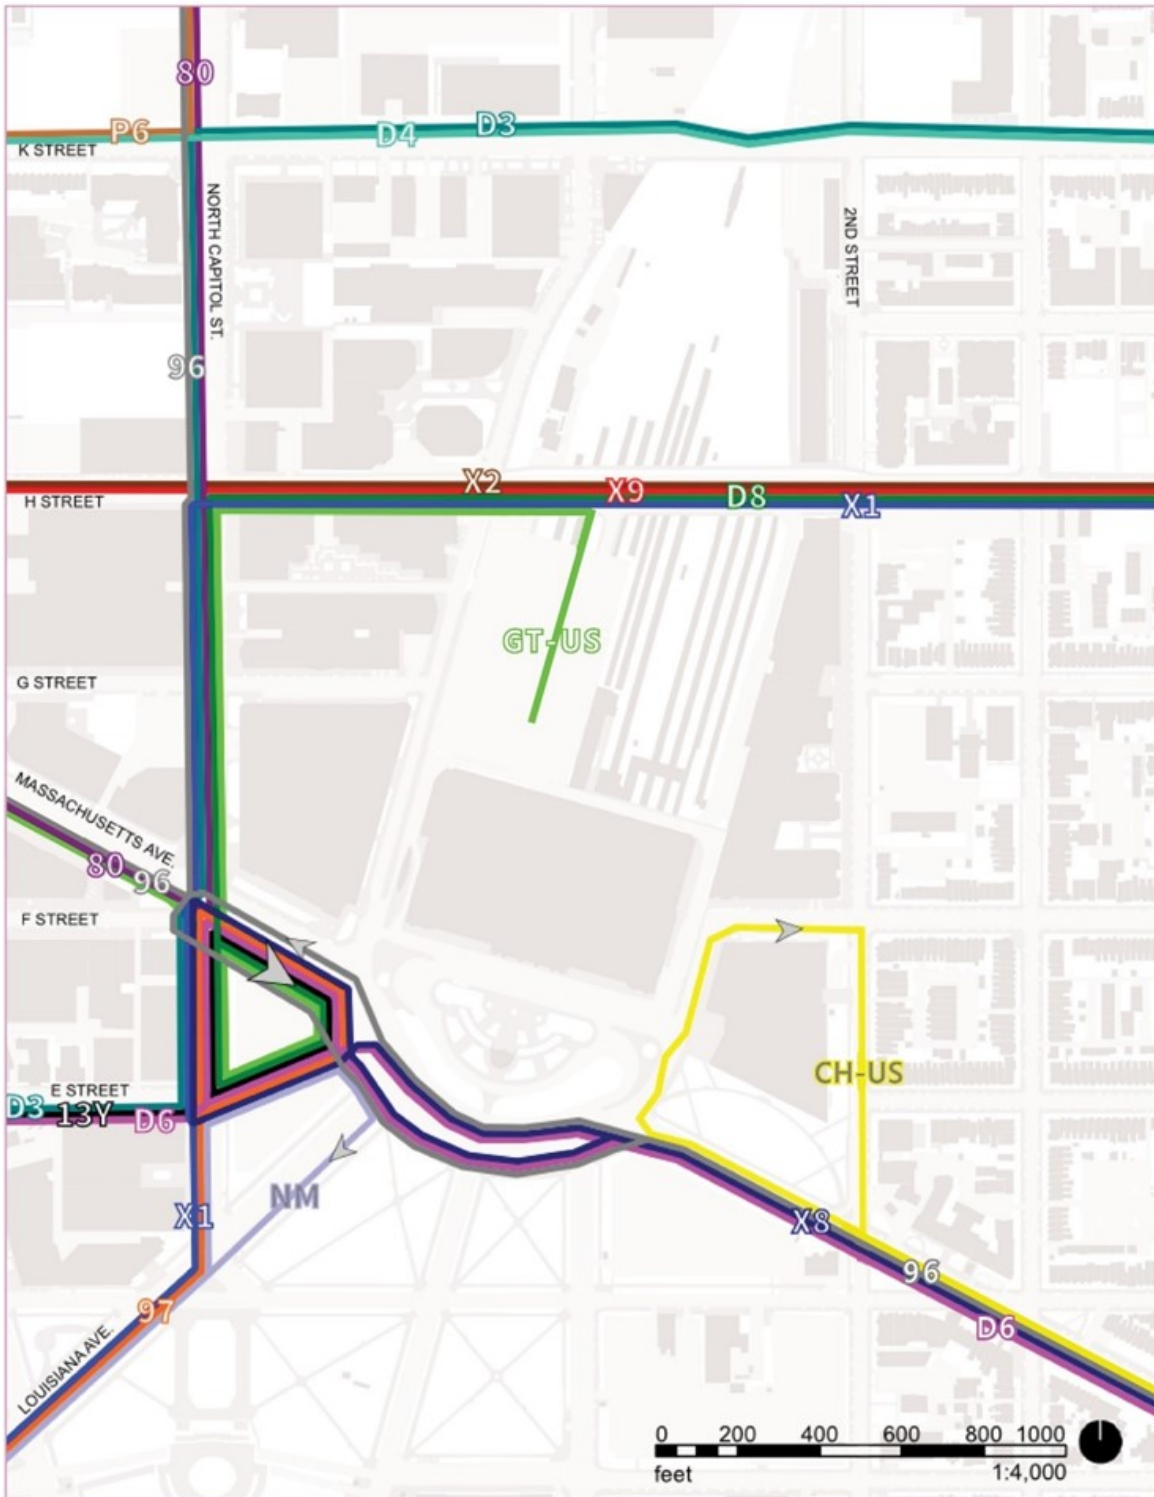 80
P6
D4
D3
K STREET
NORTH CAPITOL ST.
2ND STREET
96
X2
X9
D8
X1
H STREET
GT-US
G STREET
MASSACHUSETTS AVE.
80
96
F STREET
CH-US
E STREET
D3
13Y
D6
NM
X1
X8
96
97
D6
LOUISIANA AVE.
0 200 400 600 800 1000
feet
1:4,000